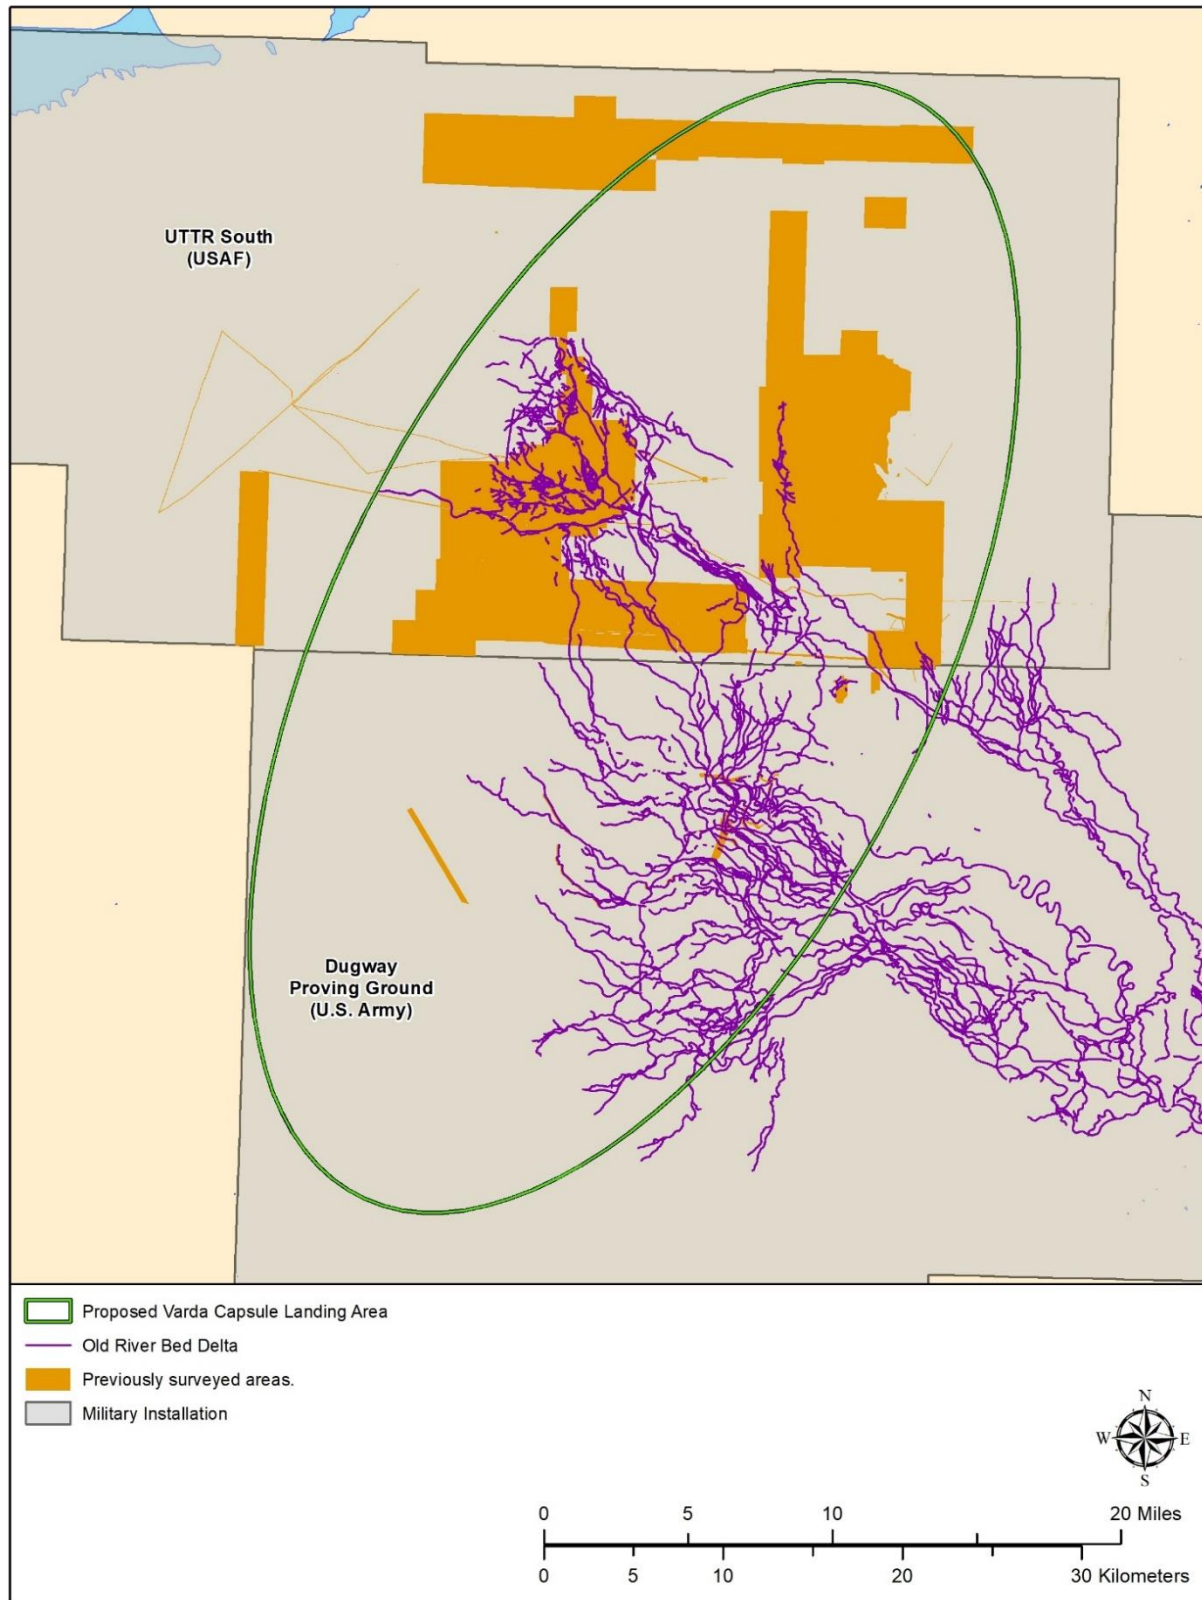 UTTR South
(USAF)
Dugway
Proving Ground
(U.S. Army)
Proposed Varda Capsule Landing Area
Old River Bed Delta
Previously surveyed areas.
Military Installation
N
W E
S
0 5 10 20 Miles
0 5 10 20 30 Kilometers